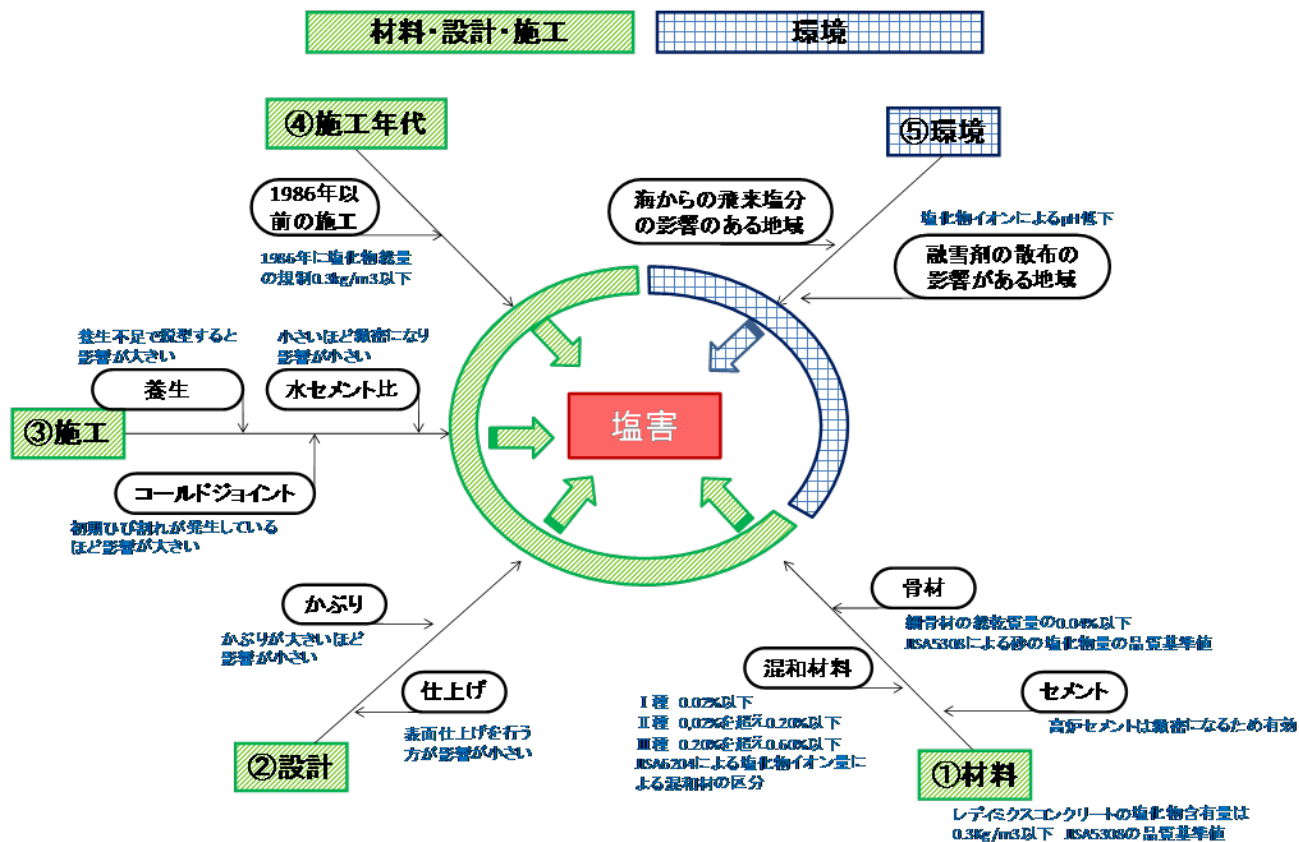 材料・設計・施工
環境
④施工年代
⑤環境
1986年以
前の施工
1986年に塩化物総量
の規制0.3kg/m3以下
海からの飛来塩分
の影響のある地域
塩化物イオンによるpH低下
融雪剤の散布の
影響がある地域
養生不足で脱型すると
影響が大きい
養生
小さいほど緻密になり
影響が小さい
水セメント比
③施工
コールドジョイント
初期ひび割れが発生している
ほど影響が大きい
塩害
かぶり
かぶりが大きいほど
影響が小さい
仕上げ
表面仕上げを行う
方が影響が小さい
②設計
骨材
細骨材の絶乾質量の0.04%以下
JISA5308による砂の塩化物量の品質基準値
混和材料
Ⅰ種 0.02%以下
Ⅱ種 0,02%を超え0.20%以下
Ⅲ種 0.20%を超え0.60%以下
JISA6204による塩化物イオン量に
よる混和材の区分
セメント
高炉セメントは緻密になるため有効
①材料
レディミクスコンクリートの塩化物含有量は
0.3Kg/m3以下 JISA5308の品質基準値